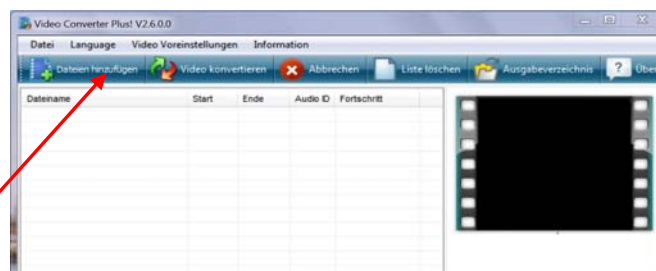 Video Converter Plus! V2.6.0.0
Datei Language Video Voreinstellungen Information
Dateien hinzufügen Video konvertieren Abbrechen Liste löschen Ausgabeverzeichnis ? Über
Dateiname Start Ende Audio ID Fortschritt